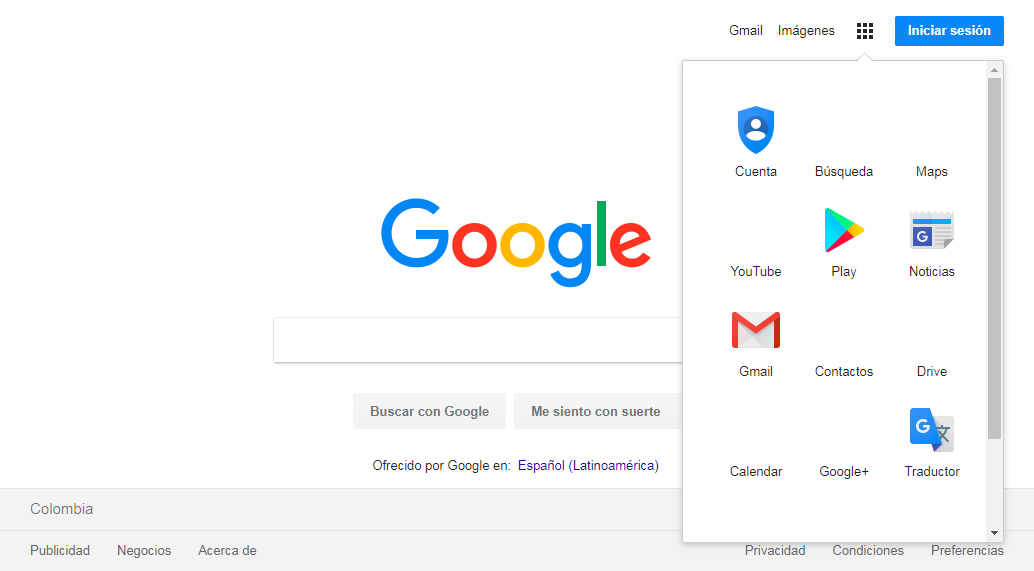 Gmail Imágenes Iniciar sesión
Cuenta Búsqueda Maps
Google
G
YouTube Play Noticias
Gmail Contactos Drive
Buscar con Google Me siento con suerte
G 文
Ofrecido por Google en: Español (Latinoamérica)
Calendar Google+ Traductor
Colombia
Publicidad Negocios Acerca de Privacidad Condiciones Preferencias